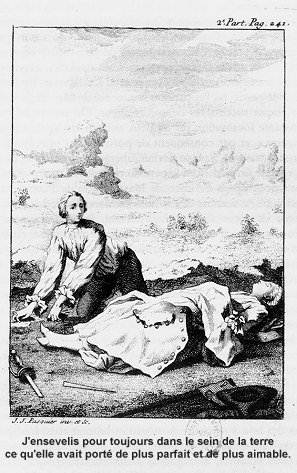 2ᵉ Part. Pag. 241.
J. J. Pasquier inv. et sc.
J'ensevelis pour toujours dans le sein de la terre
ce qu'elle avait porté de plus parfait et de plus aimable.